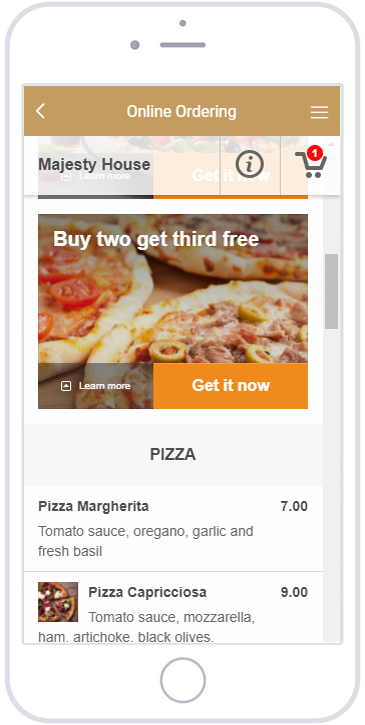 Online Ordering
Majesty House
1
Learn more
Get it now
Buy two get third free
Learn more
Get it now
PIZZA
Pizza Margherita 7.00
Tomato sauce, oregano, garlic and
fresh basil
Pizza Capricciosa 9.00
Tomato sauce, mozzarella,
ham, artichoke, black olives.